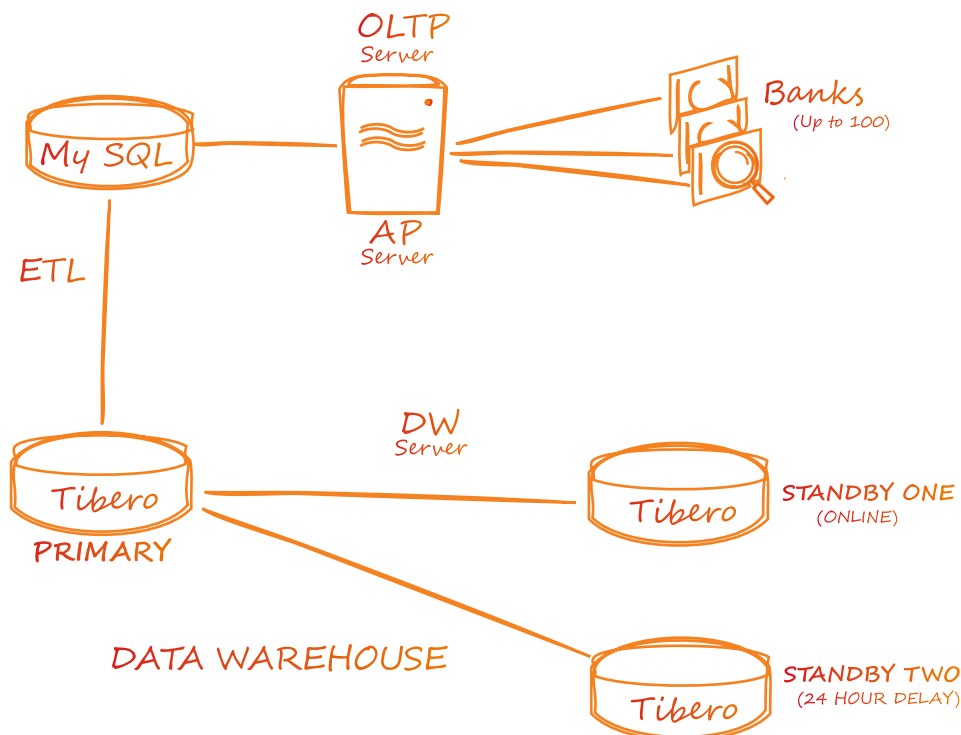 OLTP
Server
Banks
(Up to 100)
My SQL
AP
Server
ETL
DW
Server
Tibero
PRIMARY
Tibero
STANDBY ONE
(ONLINE)
DATA WAREHOUSE
Tibero
STANDBY TWO
(24 HOUR DELAY)